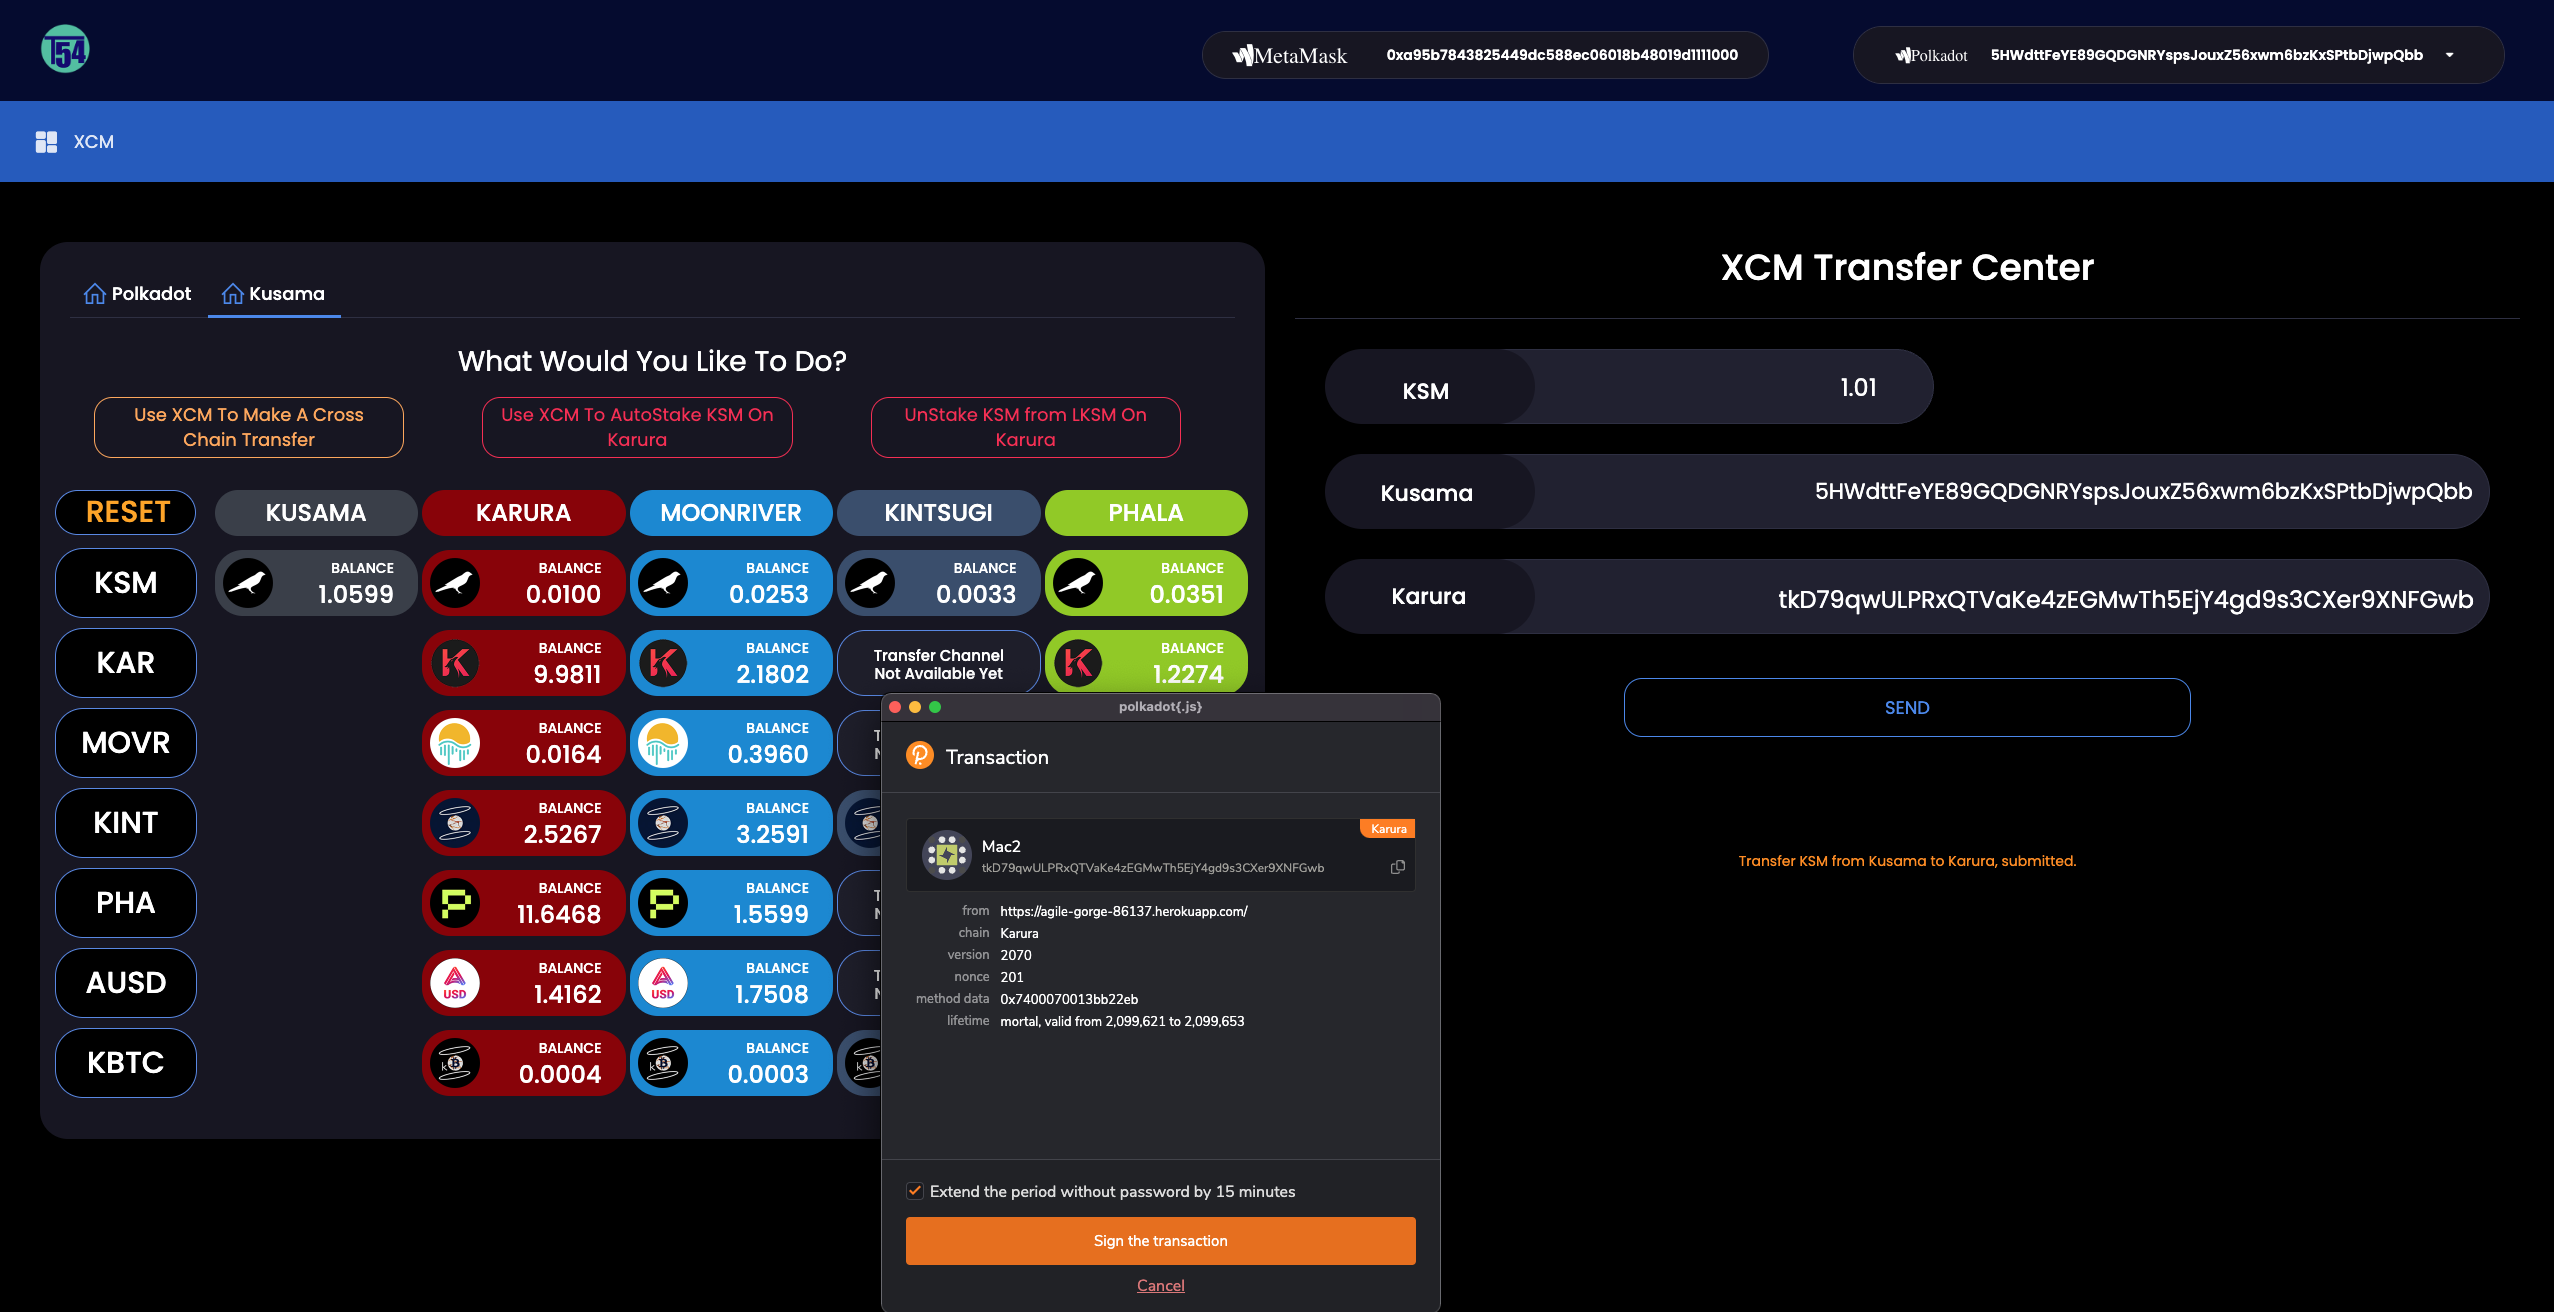 T54
MetaMask
0xa95b7843825449dc588ec06018b48019d1111000
Polkadot
5HWdttFeYE89GQDGNRYspsJouxZ56xwm6bzKxSPtbDjwpQbb
XCM
Polkadot
Kusama
What Would You Like To Do?
Use XCM To Make A Cross
Chain Transfer
Use XCM To AutoStake KSM On
Karura
UnStake KSM from LKSM On
Karura
RESET
KUSAMA
KARURA
MOONRIVER
KINTSUGI
PHALA
KSM
BALANCE
1.0599
BALANCE
0.0100
BALANCE
0.0253
BALANCE
0.0033
BALANCE
0.0351
KAR
BALANCE
9.9811
BALANCE
2.1802
Transfer Channel
Not Available Yet
BALANCE
1.2274
MOVR
BALANCE
0.0164
BALANCE
0.3960
KINT
BALANCE
2.5267
BALANCE
3.2591
PHA
BALANCE
11.6468
BALANCE
1.5599
AUSD
USD
BALANCE
1.4162
USD
BALANCE
1.7508
KBTC
BALANCE
0.0004
BALANCE
0.0003
XCM Transfer Center
KSM
1.01
Kusama
5HWdttFeYE89GQDGNRYspsJouxZ56xwm6bzKxSPtbDjwpQbb
Karura
tkD79qwULPRxQTVaKe4zEGMwTh5EjY4gd9s3CXer9XNFGwb
SEND
Transfer KSM from Kusama to Karura, submitted.
polkadot{.js}
Transaction
Karura
Mac2
tkD79qwULPRxQTVaKe4zEGMwTh5EjY4gd9s3CXer9XNFGwb
from https://agile-gorge-86137.herokuapp.com/
chain Karura
version 2070
nonce 201
method data 0x7400070013bb22eb
lifetime mortal, valid from 2,099,621 to 2,099,653
Extend the period without password by 15 minutes
Sign the transaction
Cancel